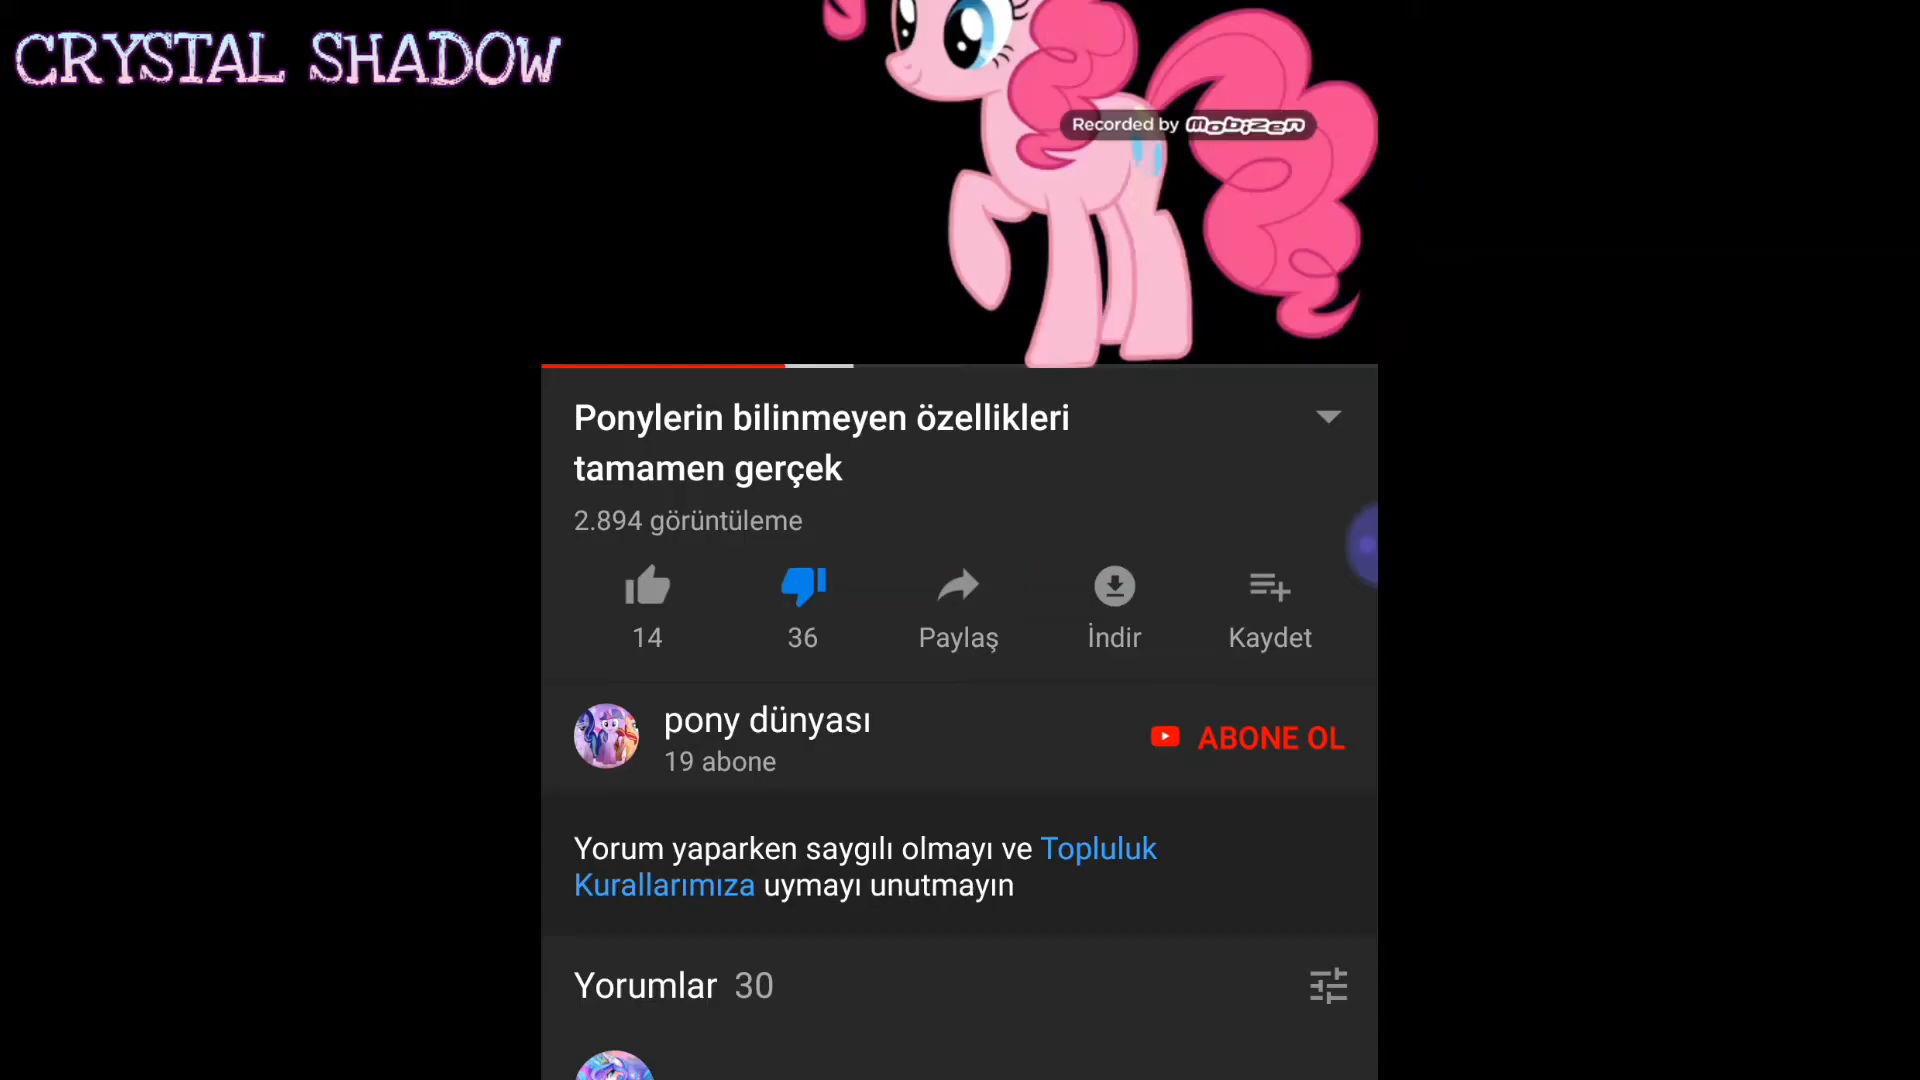 CRYSTAL SHADOW
Recorded by mobizen
Ponylerin bilinmeyen özellikleri
tamamen gerçek
2.894 görüntüleme
14
36
Paylaş
İndir
Kaydet
pony dünyası
19 abone
ABONE OL
Yorum yaparken saygılı olmayı ve Topluluk
Kurallarımıza uymayı unutmayın
Yorumlar 30